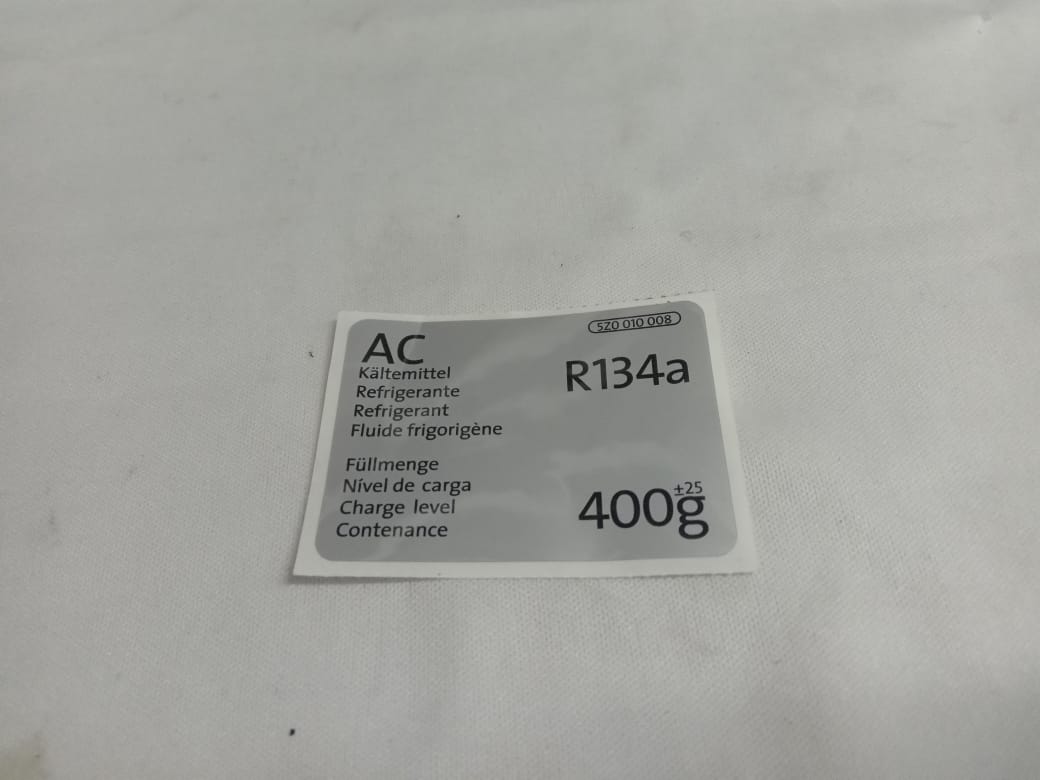 5Z0 010 008
AC
R134a
Kältemittel
Refrigerante
Refrigerant
Fluide frigorigène
Füllmenge
Nível de carga
Charge level
Contenance
400g ±25